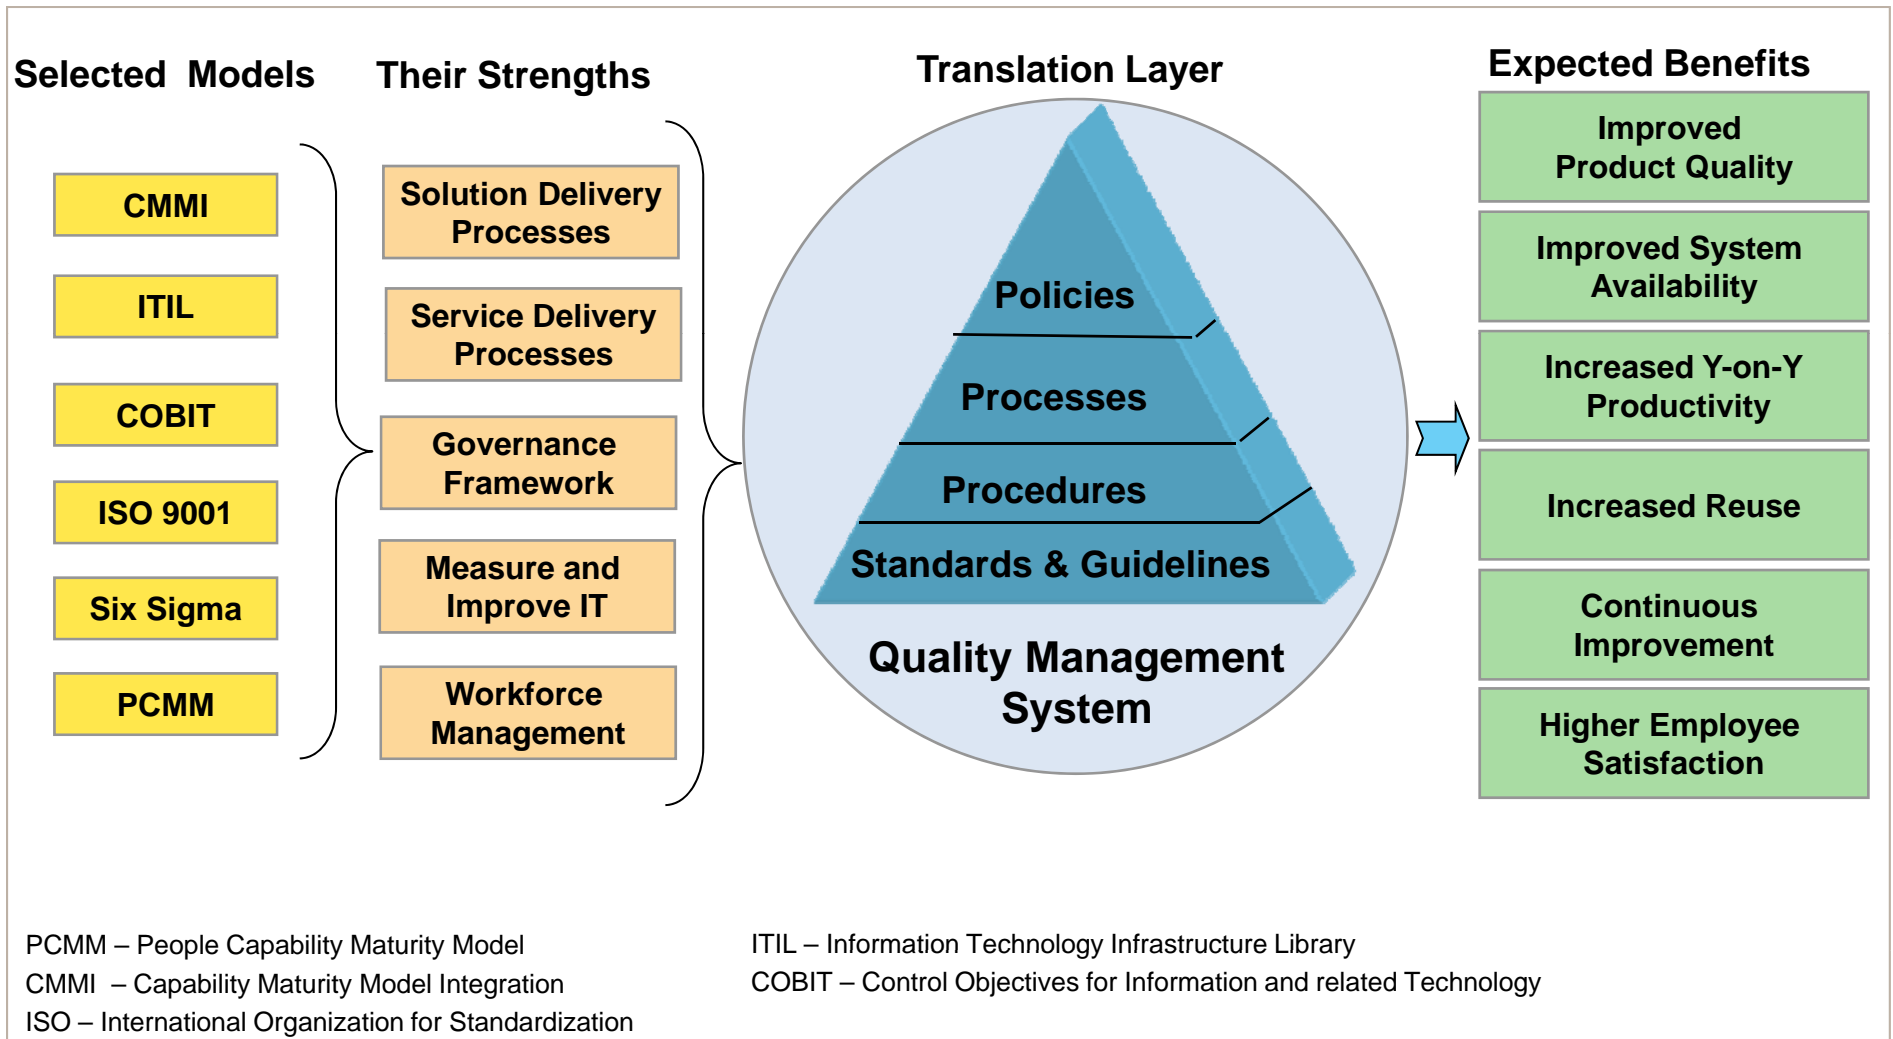 Selected Models
CMMI
ITIL
COBIT
ISO 9001
Six Sigma
PCMM
Their Strengths
Solution Delivery
Processes
Service Delivery
Processes
Governance
Framework
Measure and
Improve IT
Workforce
Management
Translation Layer
Policies
Processes
Procedures
Standards & Guidelines
Quality Management
System
Expected Benefits
Improved
Product Quality
Improved System
Availability
Increased Y-on-Y
Productivity
Increased Reuse
Continuous
Improvement
Higher Employee
Satisfaction
PCMM – People Capability Maturity Model
CMMI – Capability Maturity Model Integration
ISO – International Organization for Standardization
ITIL – Information Technology Infrastructure Library
COBIT – Control Objectives for Information and related Technology